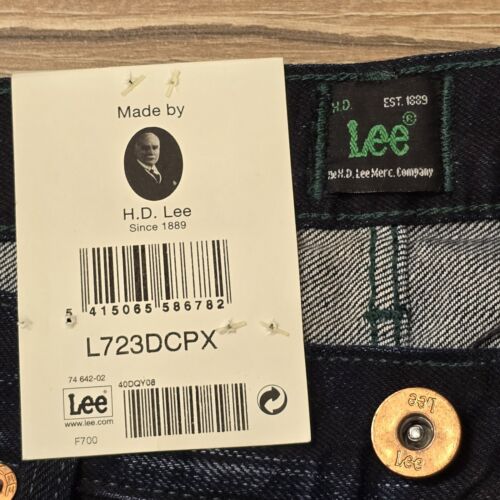 Made by
H.D. Lee
Since 1889
5 415065 586782
L723DCPX
74 642-02
40DQY08
Lee
www.lee.com
F700
H.D. EST. 1889
Lee®
The H.D. Lee Merc. Company
Lee
Lee